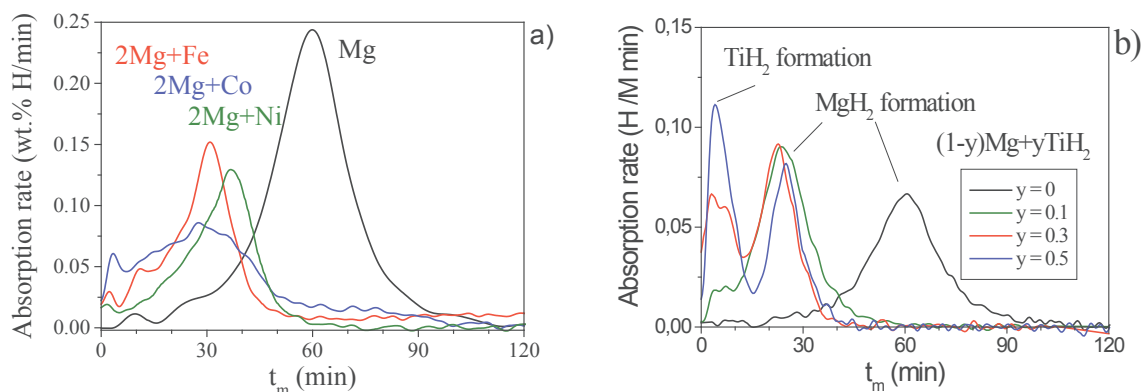 a)
Absorption rate (wt.% H/min)
0.25
0.20
0.15
0.10
0.05
0.00
2Mg+Fe
2Mg+Co
2Mg+Ni
Mg
0 30 60 90 120
tm (min)
b)
Absorption rate (H /M min)
0,15
0,10
0,05
0,00
TiH2 formation
MgH2 formation
(1-y)Mg+yTiH2
y = 0
y = 0.1
y = 0.3
y = 0.5
0 30 60 90 120
tm (min)